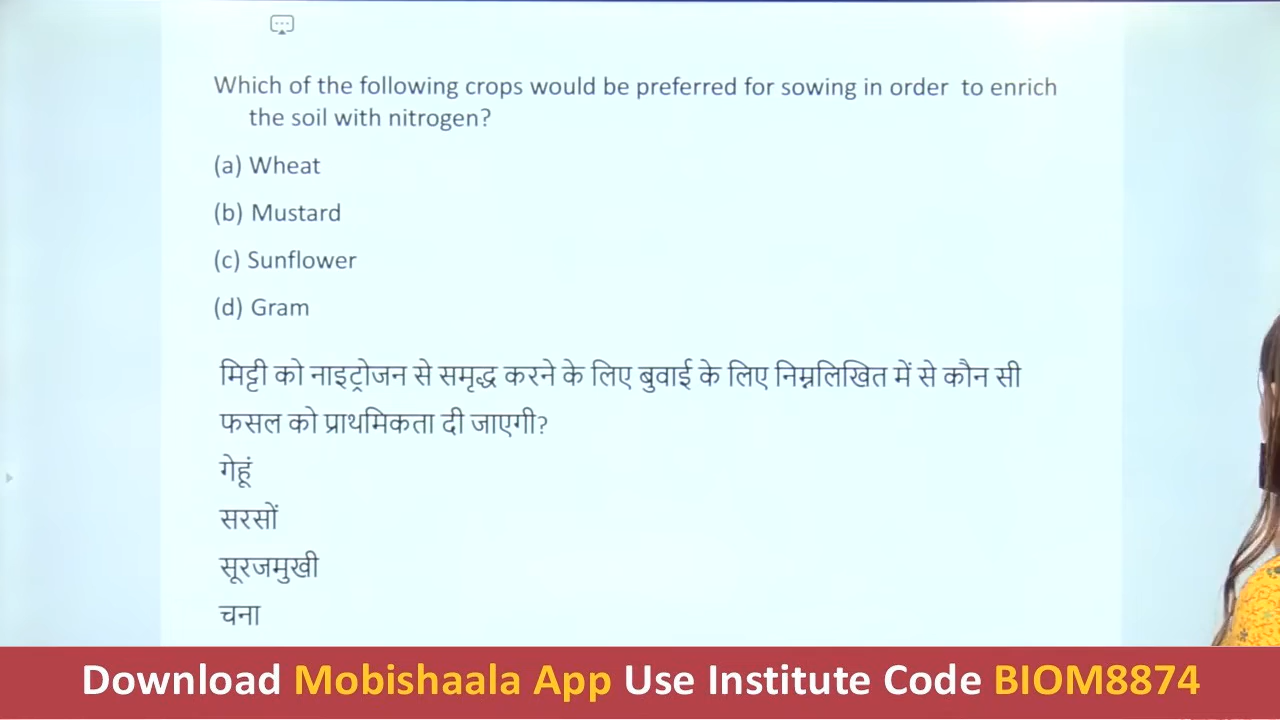 Which of the following crops would be preferred for sowing in order to enrich
the soil with nitrogen?
(a) Wheat
(b) Mustard
(c) Sunflower
(d) Gram
मिट्टी को नाइट्रोजन से समृद्ध करने के लिए बुवाई के लिए निम्नलिखित में से कौन सी
फसल को प्राथमिकता दी जाएगी?
गेहूं
सरसों
सूरजमुखी
चना
Download Mobishaala App Use Institute Code BIOM8874